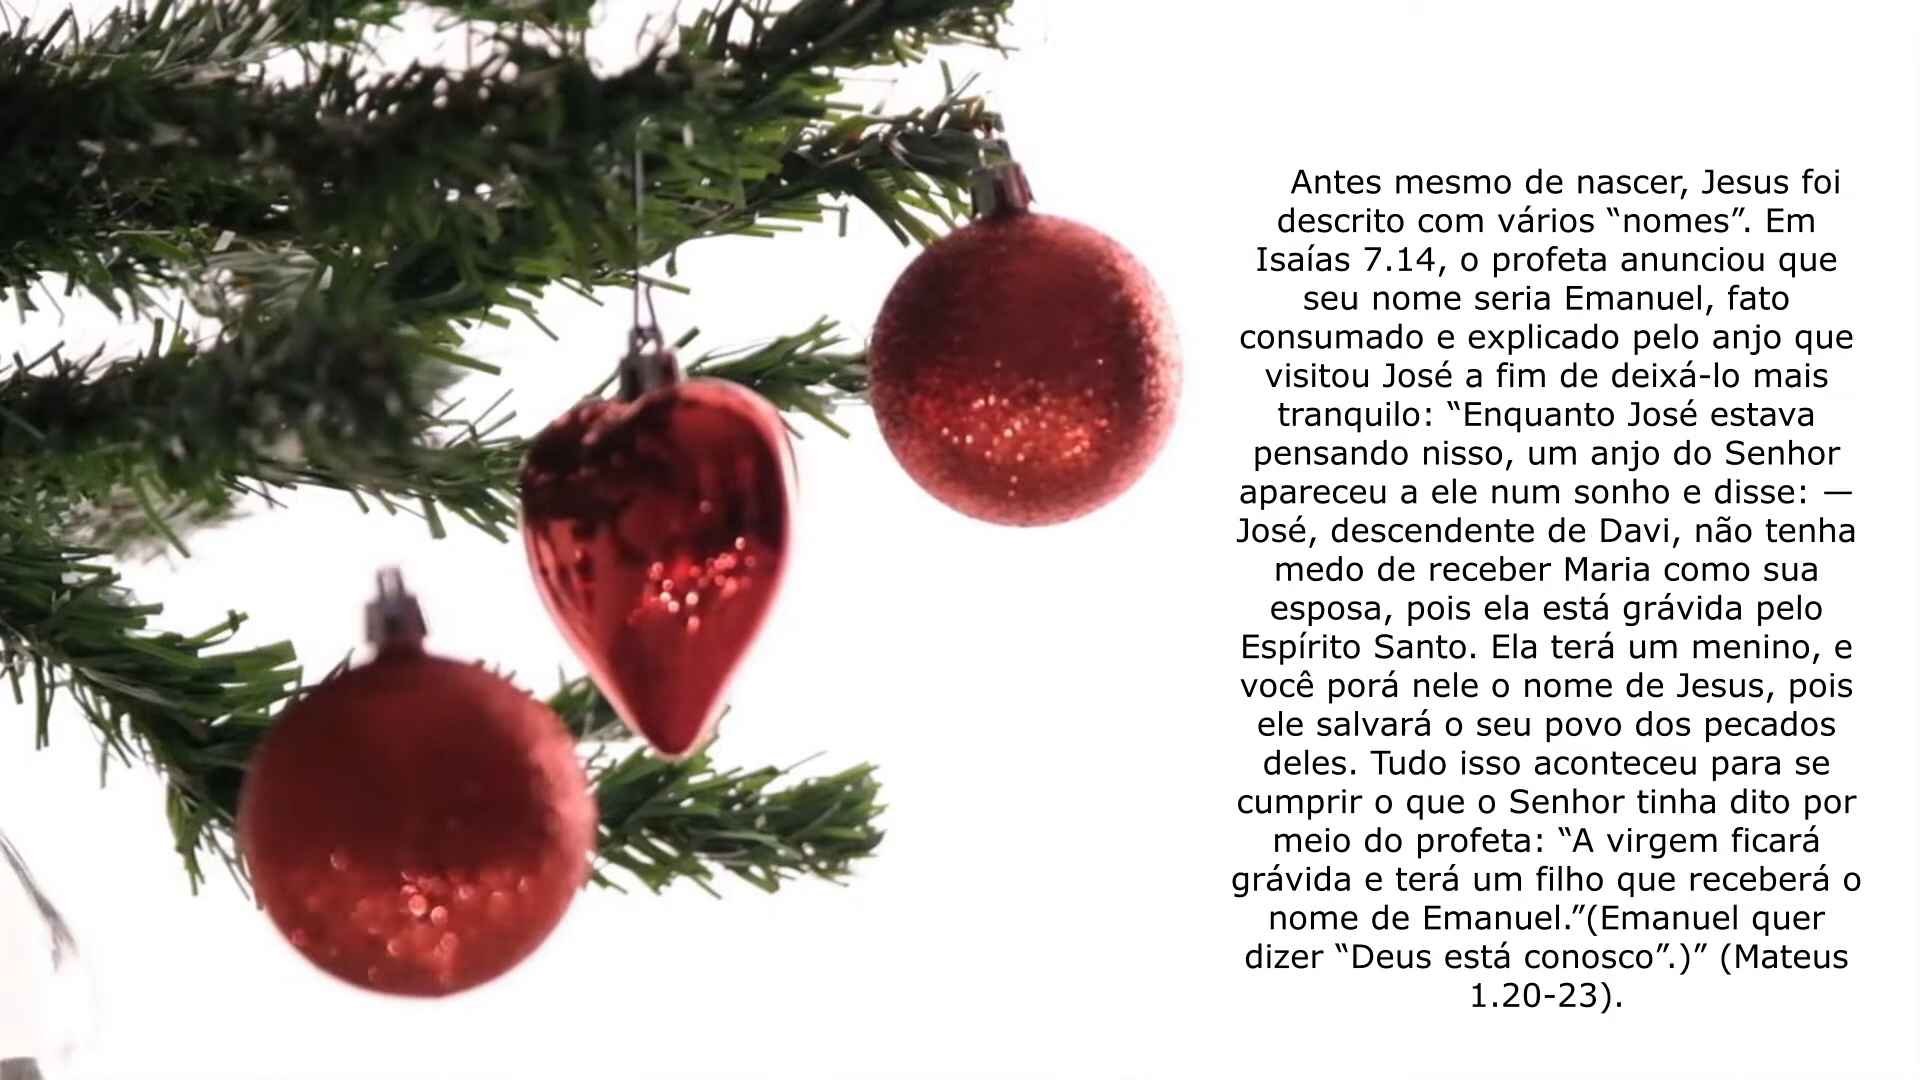 Antes mesmo de nascer, Jesus foi
descrito com vários “nomes”. Em
Isaías 7.14, o profeta anunciou que
seu nome seria Emanuel, fato
consumado e explicado pelo anjo que
visitou José a fim de deixá-lo mais
tranquilo: “Enquanto José estava
pensando nisso, um anjo do Senhor
apareceu a ele num sonho e disse: —
José, descendente de Davi, não tenha
medo de receber Maria como sua
esposa, pois ela está grávida pelo
Espírito Santo. Ela terá um menino, e
você porá nele o nome de Jesus, pois
ele salvará o seu povo dos pecados
deles. Tudo isso aconteceu para se
cumprir o que o Senhor tinha dito por
meio do profeta: “A virgem ficará
grávida e terá um filho que receberá o
nome de Emanuel.”(Emanuel quer
dizer “Deus está conosco”.)” (Mateus
1.20-23).